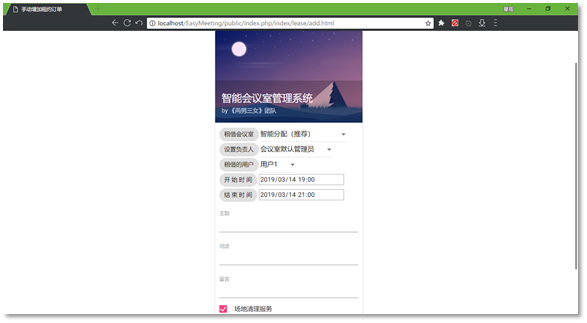 手动增加租约订单
localhost/EasyMeeting/public/index.php/index/lease/add.html
智能会议室管理系统
by 《两男三女》团队
租借会议室 智能分配（推荐）
设置负责人 会议室默认管理员
租借的用户 用户1
开始时间 2019/03/14 19:00
结束时间 2019/03/14 21:00
主题
用途
留言
场地清理服务